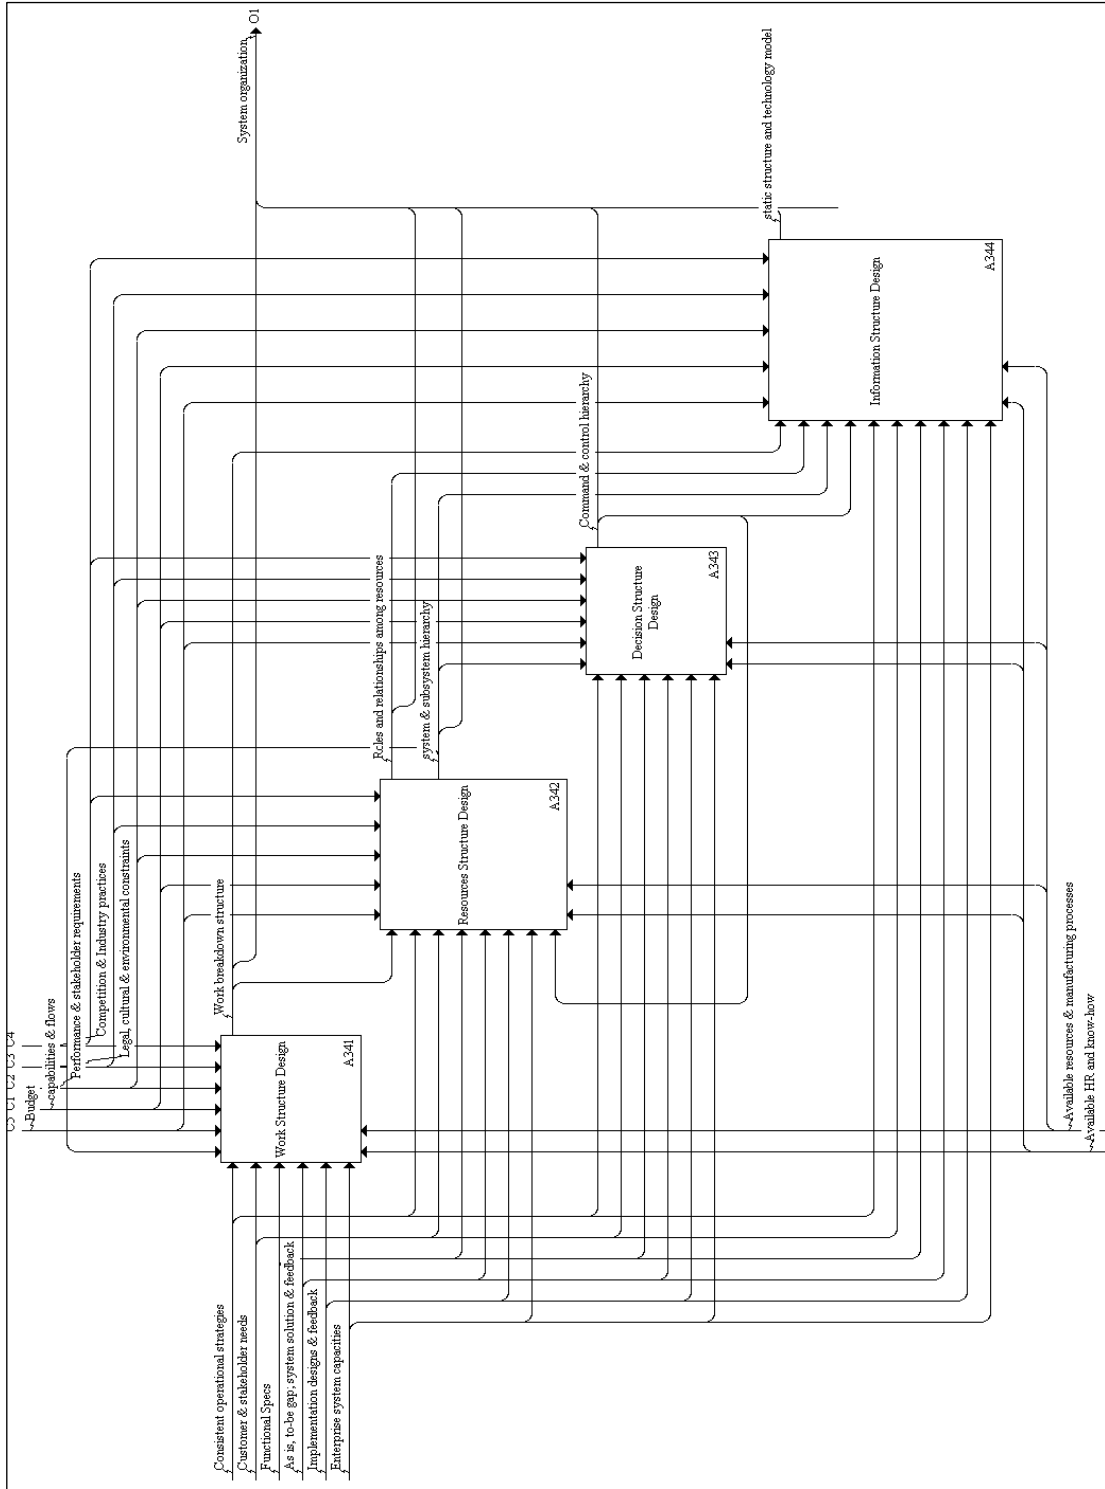 C5 C1 C2 C3 C4
Budget
capabilities & flows
Performance & stakeholder requirements
Competition & Industry practices
Legal, cultural & environmental constraints
Consistent operational strategies
Customer & stakeholder needs
Functional Specs
As is, to-be gap; system solution & feedback
Implementation designs & feedback
Enterprise system capacities
Work Structure Design
A341
Work breakdown structure
Resources Structure Design
A342
Roles and relationships among resources
system & subsystem hierarchy
Decision Structure
Design
A343
Command & control hierarchy
Information Structure Design
A344
static structure and technology model
System organization
O1
Available resources & manufacturing processes
Available HR and know-how